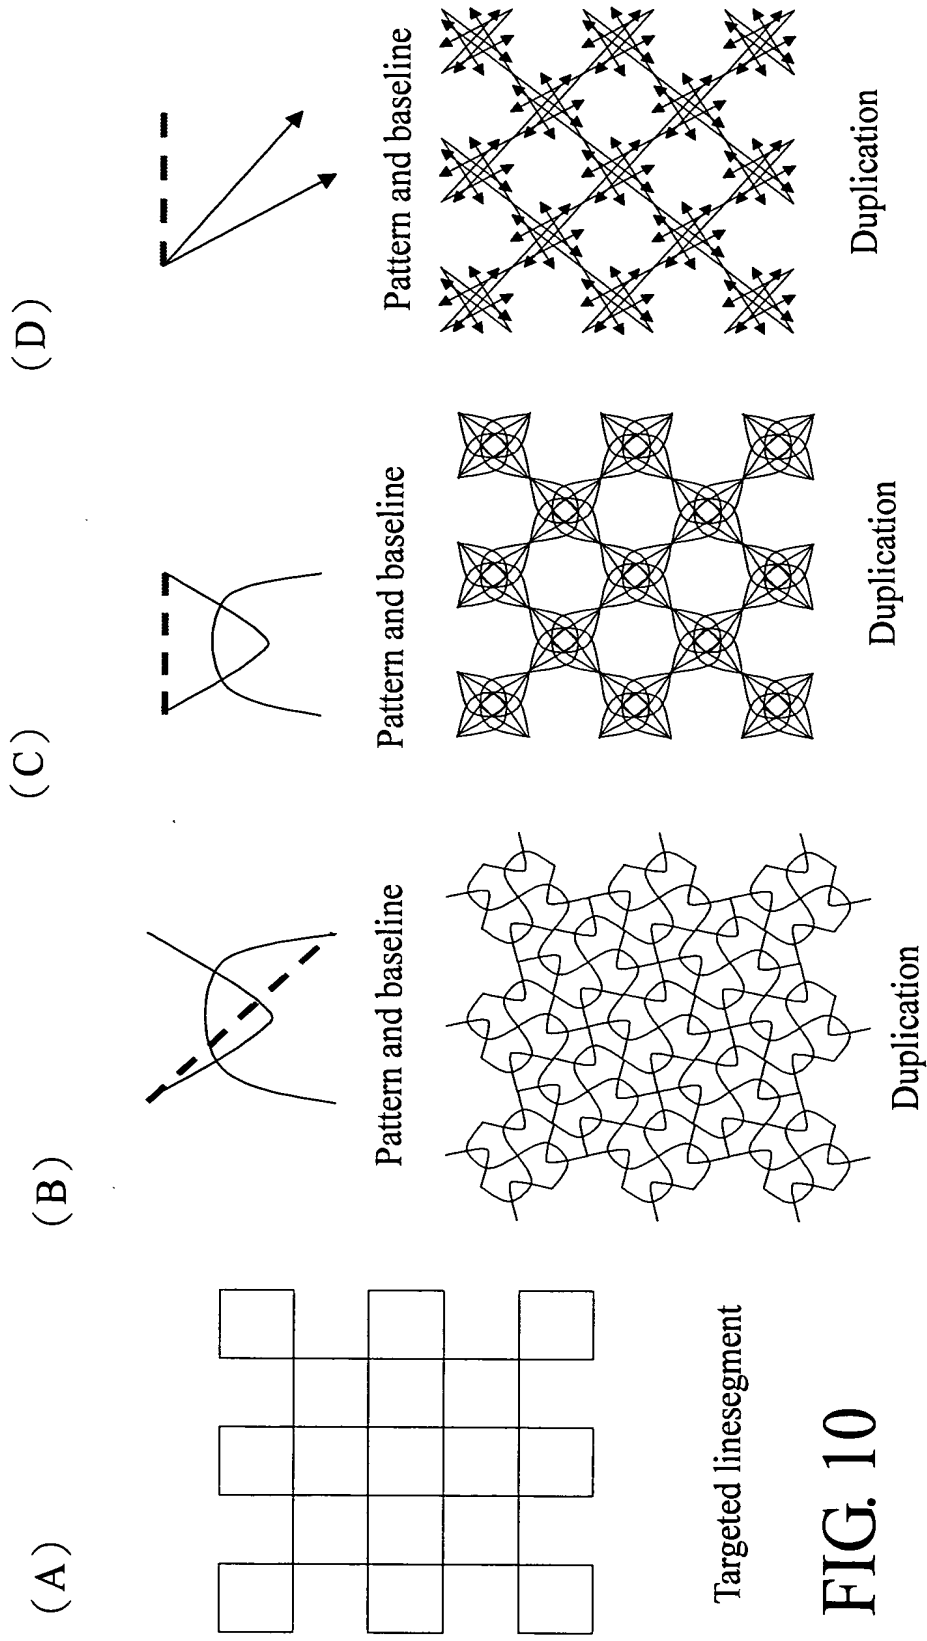 (A)
Targeted linesegment
(B)
Pattern and baseline
Duplication
(C)
Pattern and baseline
Duplication
(D)
Pattern and baseline
Duplication
FIG. 10